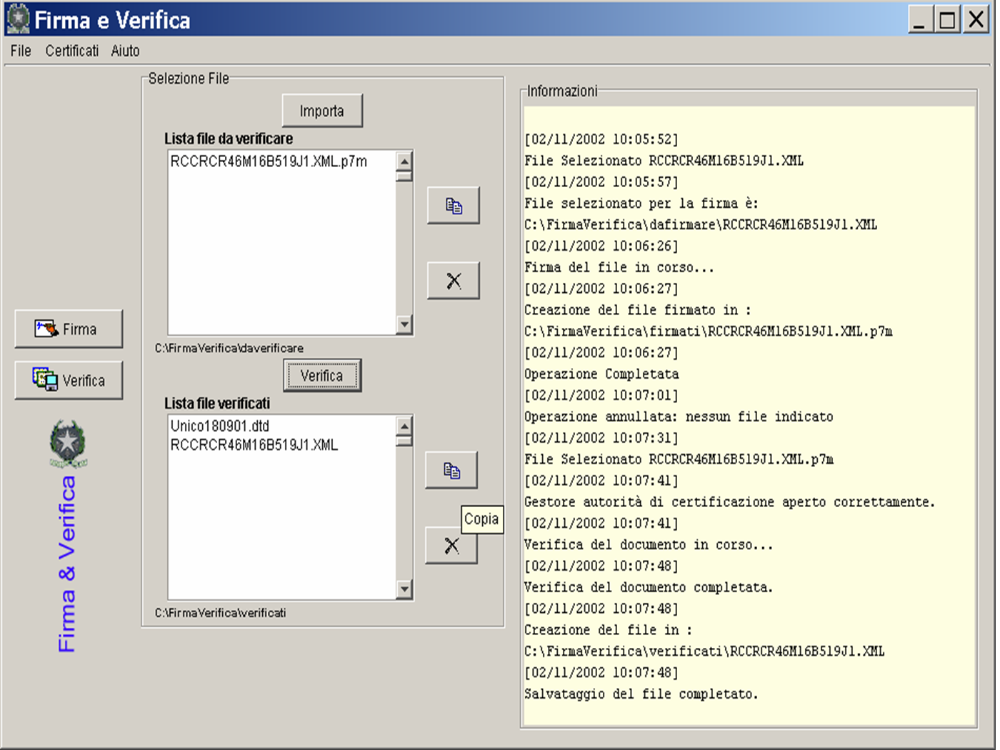 Firma e Verifica
File Certificati Aiuto
Selezione File
Importa
Lista file da verificare
RCCRCR46M16B519J1.XML.p7m
C:\FirmaVerifica\daverificare
Verifica
Lista file verificati
Unico180901.dtd
RCCRCR46M16B519J1.XML
Copia
C:\FirmaVerifica\verificati
Firma
Verifica
Firma & Verifica
Informazioni
[02/11/2002 10:05:52]
File Selezionato RCCRCR46M16B519J1.XML
[02/11/2002 10:05:57]
File selezionato per la firma è:
C:\FirmaVerifica\dafirmare\RCCRCR46M16B519J1.XML
[02/11/2002 10:06:26]
Firma del file in corso...
[02/11/2002 10:06:27]
Creazione del file firmato in :
C:\FirmaVerifica\firmati\RCCRCR46M16B519J1.XML.p7m
[02/11/2002 10:06:27]
Operazione Completata
[02/11/2002 10:07:01]
Operazione annullata: nessun file indicato
[02/11/2002 10:07:31]
File Selezionato RCCRCR46M16B519J1.XML.p7m
[02/11/2002 10:07:41]
Gestore autorità di certificazione aperto correttamente.
[02/11/2002 10:07:41]
Verifica del documento in corso...
[02/11/2002 10:07:48]
Verifica del documento completata.
[02/11/2002 10:07:48]
Creazione del file in :
C:\FirmaVerifica\verificati\RCCRCR46M16B519J1.XML
[02/11/2002 10:07:48]
Salvataggio del file completato.